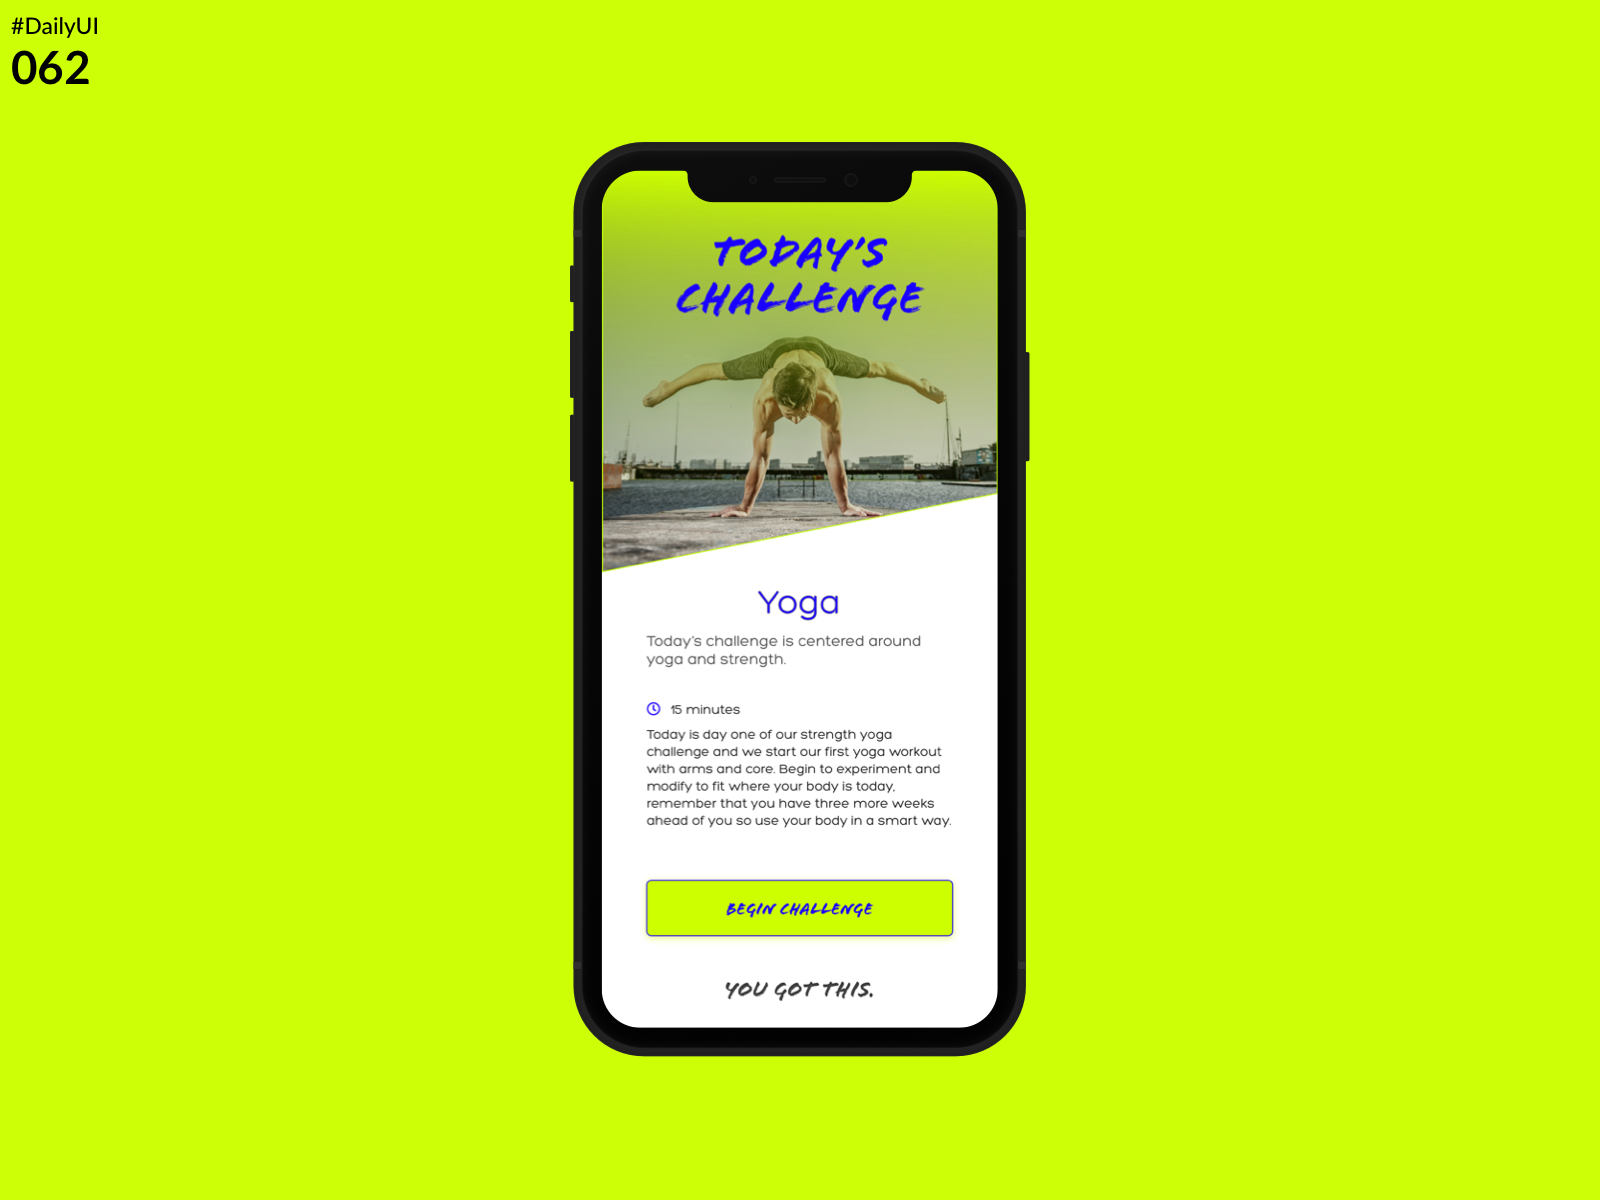 #DailyUI
062
TODAY'S
CHALLENGE
Yoga
Today's challenge is centered around
yoga and strength.
15 minutes
Today is day one of our strength yoga
challenge and we start our first yoga workout
with arms and core. Begin to experiment and
modify to fit where your body is today,
remember that you have three more weeks
ahead of you so use your body in a smart way.
BEGIN CHALLENGE
YOU GOT THIS.